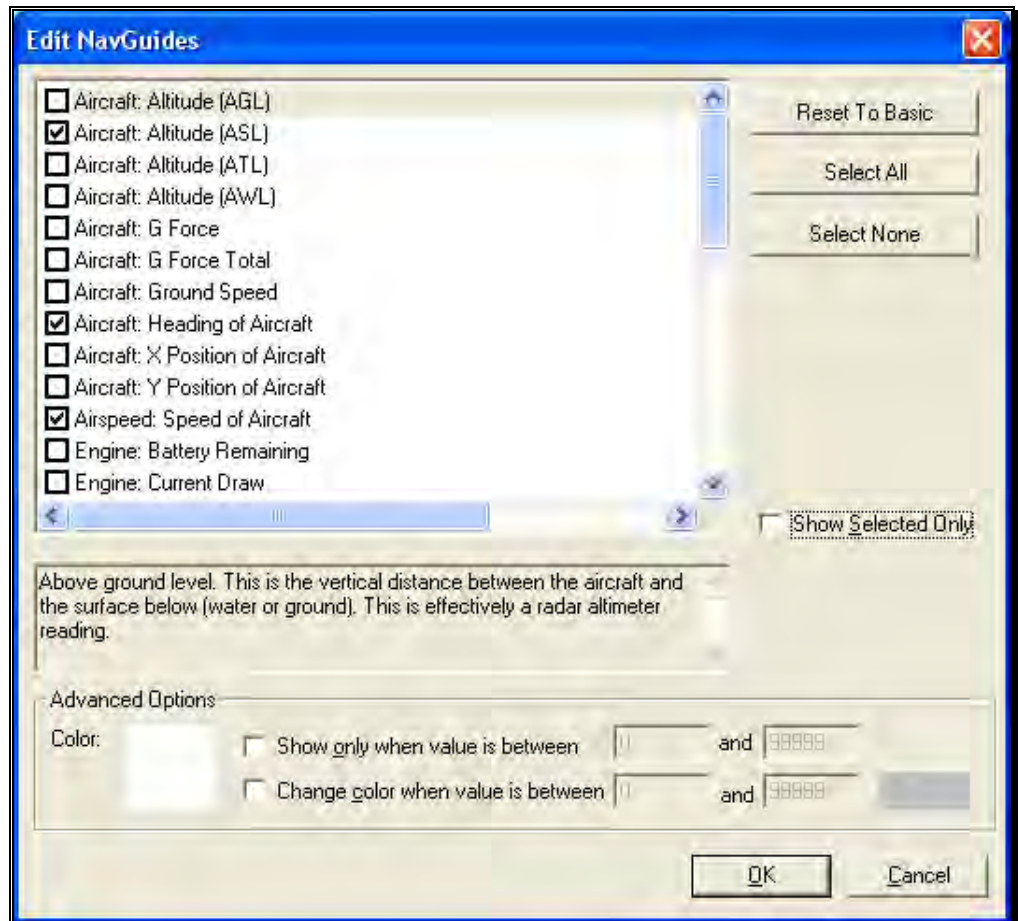 Edit NavGuides
Aircraft: Altitude (AGL)
Aircraft: Altitude (ASL)
Aircraft: Altitude (ATL)
Aircraft: Altitude (AWL)
Aircraft: G Force
Aircraft: G Force Total
Aircraft: Ground Speed
Aircraft: Heading of Aircraft
Aircraft: X Position of Aircraft
Aircraft: Y Position of Aircraft
Airspeed: Speed of Aircraft
Engine: Battery Remaining
Engine: Current Draw
Reset To Basic
Select All
Select None
Show Selected Only
Above ground level. This is the vertical distance between the aircraft and
the surface below (water or ground). This is effectively a radar altimeter
reading.
Advanced Options
Color:
Show only when value is between 0 and 99999
Change color when value is between 0 and 99999
OK
Cancel